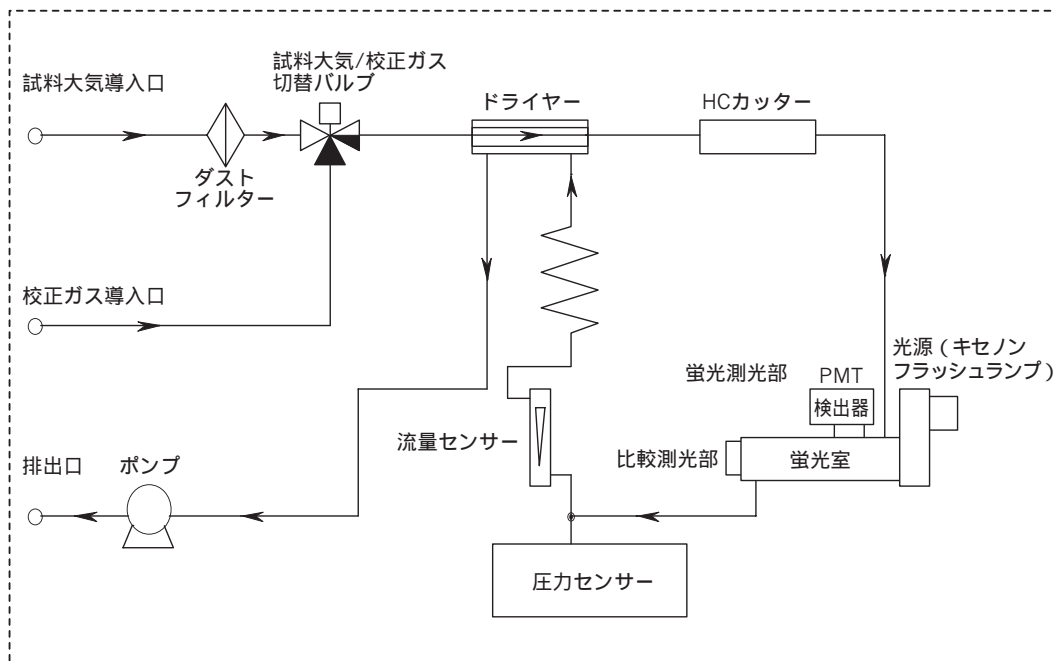 試料大気導入口
試料大気/校正ガス
切替バルブ
ドライヤー
HCカッター
ダスト
フィルター
校正ガス導入口
光源(キセノン
フラッシュランプ)
蛍光測光部
PMT
検出器
流量センサー
比較測光部
蛍光室
排出口
ポンプ
圧力センサー